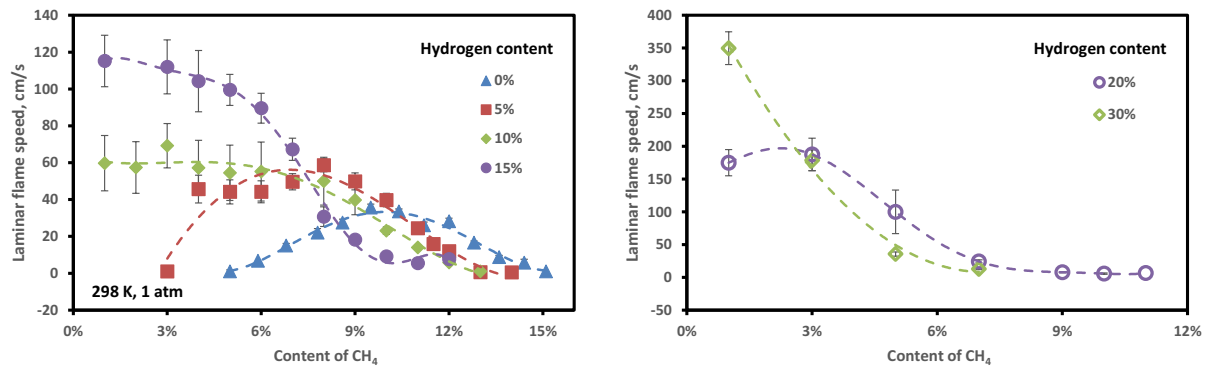 140
120
100
80
60
40
20
0
-20
Laminar flame speed, cm/s
Hydrogen content
0%
5%
10%
15%
298 K, 1 atm
0% 3% 6% 9% 12% 15%
Content of CH₄
400
350
300
250
200
150
100
50
0
-50
Laminar flame speed, cm/s
Hydrogen content
20%
30%
0% 3% 6% 9% 12%
Content of CH₄